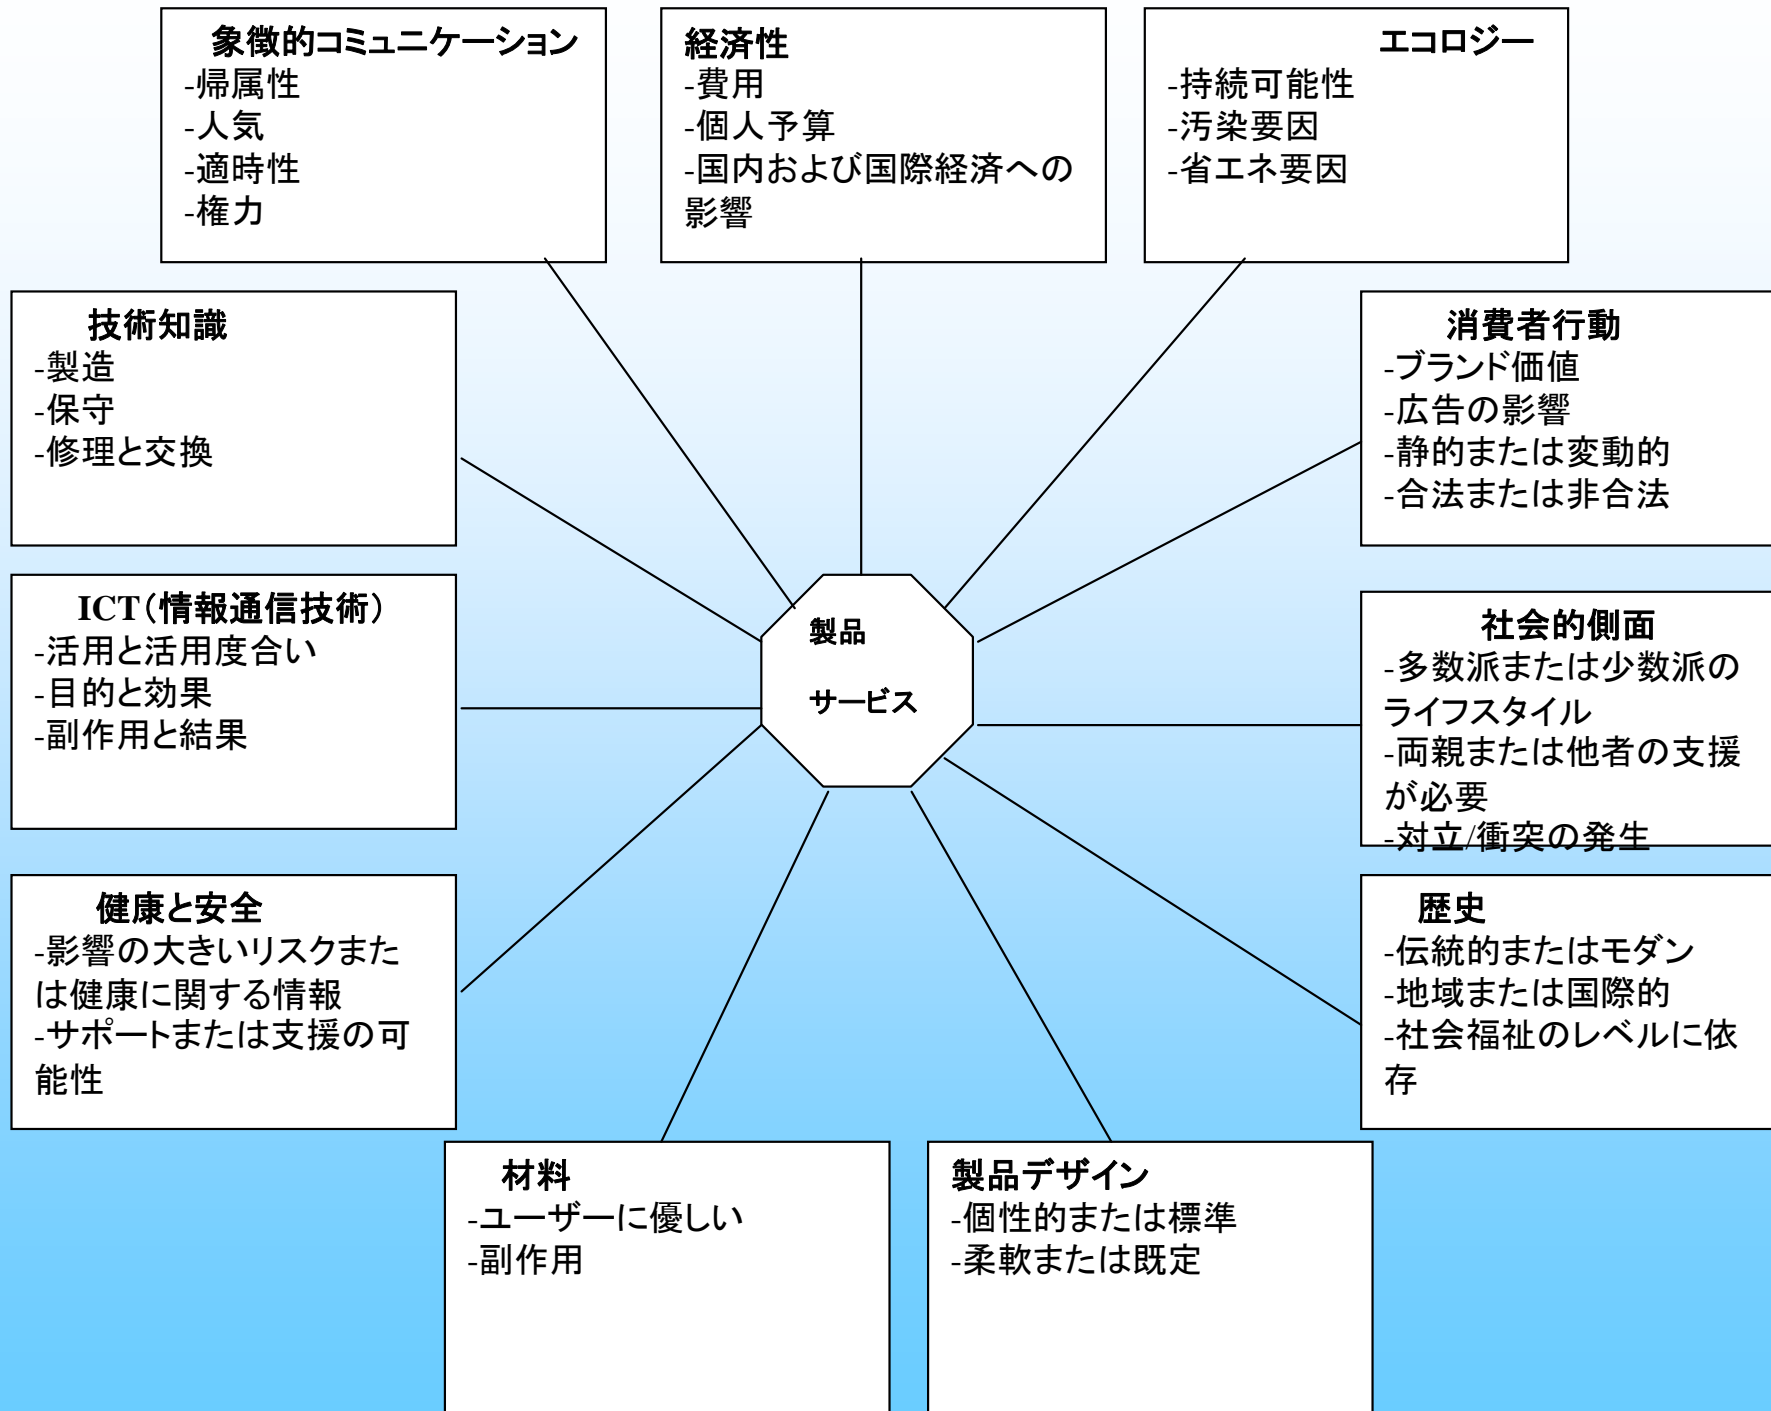 象徴的コミュニケーション
-帰属性
-人気
-適時性
-権力
経済性
-費用
-個人予算
-国内および国際経済への
影響
エコロジー
-持続可能性
-汚染要因
-省エネ要因
技術知識
-製造
-保守
-修理と交換
消費者行動
-ブランド価値
-広告の影響
-静的または変動的
-合法または非合法
ICT(情報通信技術)
-活用と活用度合い
-目的と効果
-副作用と結果
製品
サービス
社会的側面
-多数派または少数派の
ライフスタイル
-両親または他者の支援
が必要
-対立/衝突の発生
健康と安全
-影響の大きいリスクまた
は健康に関する情報
-サポートまたは支援の可
能性
歴史
-伝統的またはモダン
-地域または国際的
-社会福祉のレベルに依
存
材料
-ユーザーに優しい
-副作用
製品デザイン
-個性的または標準
-柔軟または既定